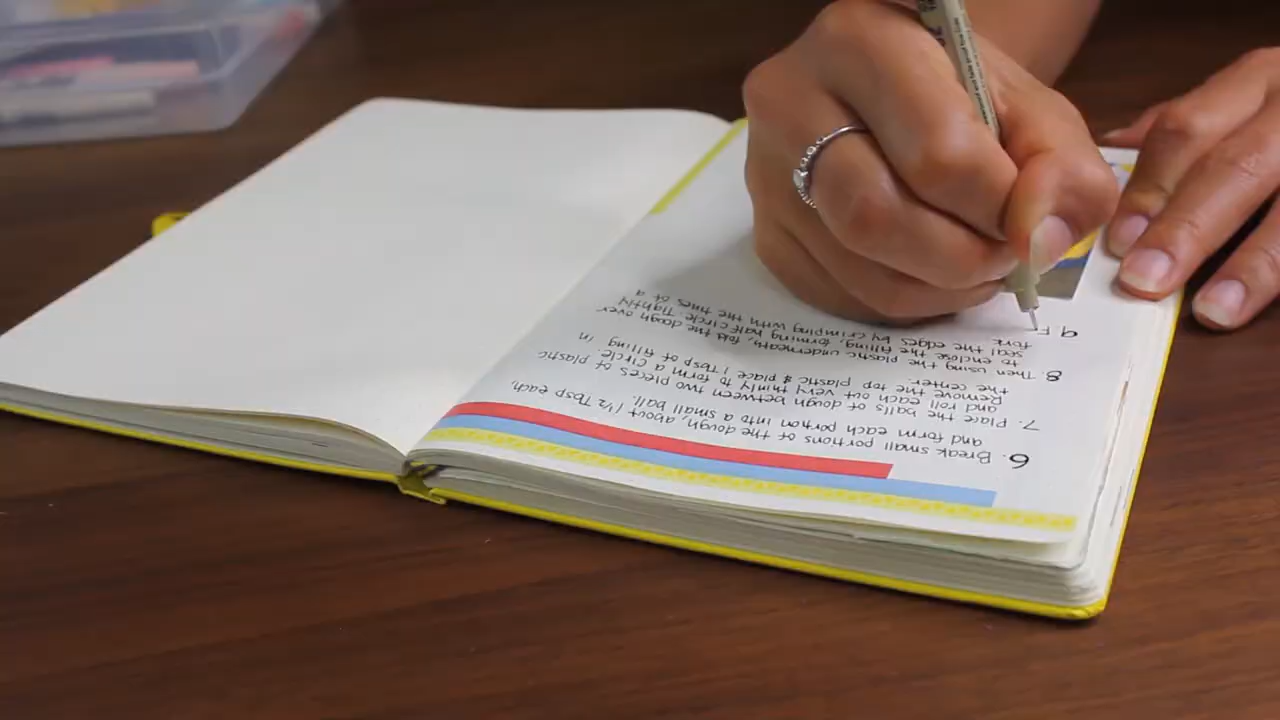 6. Break small portions of the dough, about 1 1/2 Tbsp each,
and form each portion into a small ball.
7. Place the balls of dough between two pieces of plastic
and roll each out very thinly to form a circle.
Remove the top plastic & place 1 Tbsp of filling in
the center.
8. Then using the plastic underneath, fold the dough over
to enclose the filling, forming half circle. Tightly
seal the edges by crimping with the tines of a
fork.
9. F